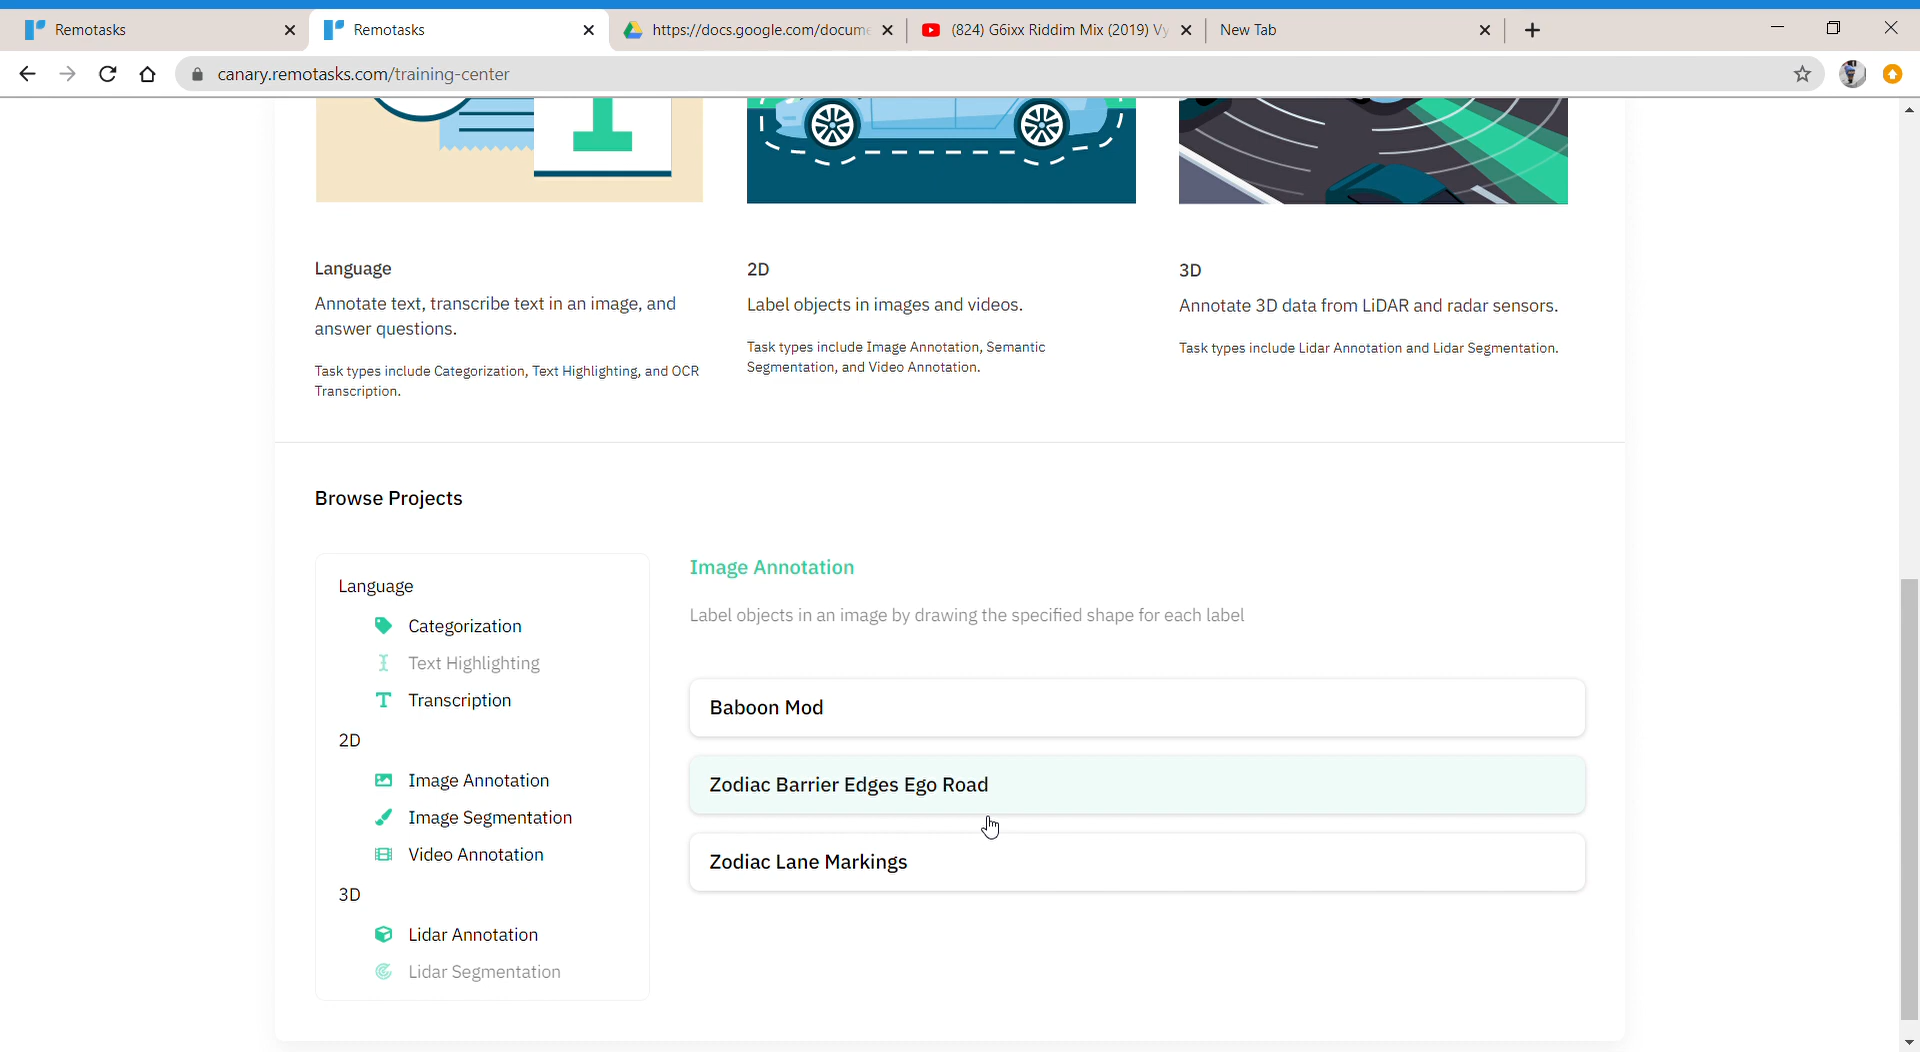 Remotasks
Remotasks
https://docs.google.com/docume
(824) G6ixx Riddim Mix (2019) Vy
New Tab
canary.remotasks.com/training-center
Language
Annotate text, transcribe text in an image, and
answer questions.
Task types include Categorization, Text Highlighting, and OCR
Transcription.
2D
Label objects in images and videos.
Task types include Image Annotation, Semantic
Segmentation, and Video Annotation.
3D
Annotate 3D data from LiDAR and radar sensors.
Task types include Lidar Annotation and Lidar Segmentation.
Browse Projects
Language
Categorization
Text Highlighting
Transcription
2D
Image Annotation
Image Segmentation
Video Annotation
3D
Lidar Annotation
Lidar Segmentation
Image Annotation
Label objects in an image by drawing the specified shape for each label
Baboon Mod
Zodiac Barrier Edges Ego Road
Zodiac Lane Markings